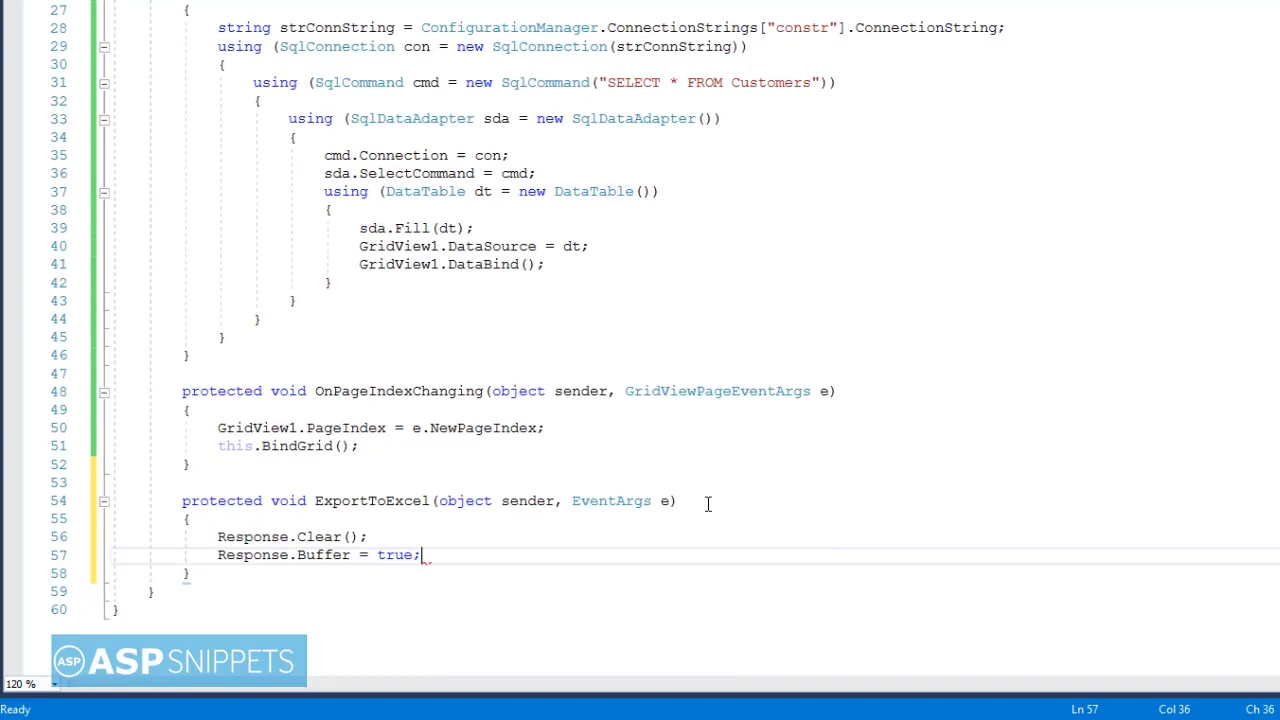 27 {
28 string strConnString = ConfigurationManager.ConnectionStrings["constr"].ConnectionString;
29 using (SqlConnection con = new SqlConnection(strConnString))
30 {
31 using (SqlCommand cmd = new SqlCommand("SELECT * FROM Customers"))
32 {
33 using (SqlDataAdapter sda = new SqlDataAdapter())
34 {
35 cmd.Connection = con;
36 sda.SelectCommand = cmd;
37 using (DataTable dt = new DataTable())
38 {
39 sda.Fill(dt);
40 GridView1.DataSource = dt;
41 GridView1.DataBind();
42 }
43 }
44 }
45 }
46 }
47
48 protected void OnPageIndexChanging(object sender, GridViewPageEventArgs e)
49 {
50 GridView1.PageIndex = e.NewPageIndex;
51 this.BindGrid();
52 }
53
54 protected void ExportToExcel(object sender, EventArgs e)
55 {
56 Response.Clear();
57 Response.Buffer = true;
58 }
59 }
60 }
ASP ASPSNIPPETS
120 %
Ready Ln 57 Col 36 Ch 36